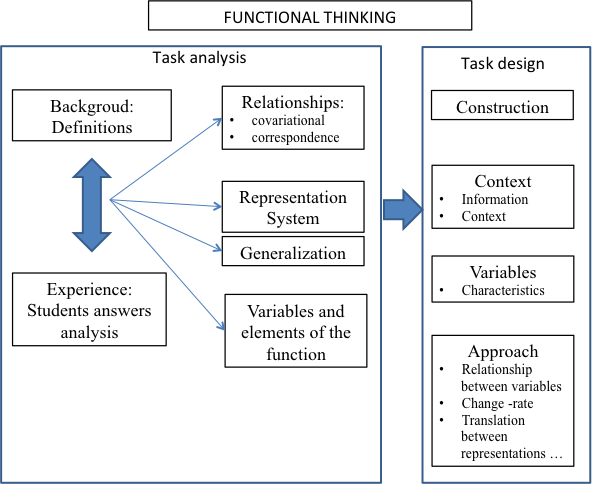 FUNCTIONAL THINKING
Task analysis
Backgroud:
Definitions
Experience:
Students answers
analysis
Relationships:
• covariational
• correspondence
Representation
System
Generalization
Variables and
elements of the
function
Task design
Construction
Context
• Information
• Context
Variables
• Characteristics
Approach
• Relationship
between variables
• Change -rate
• Translation
between
representations …